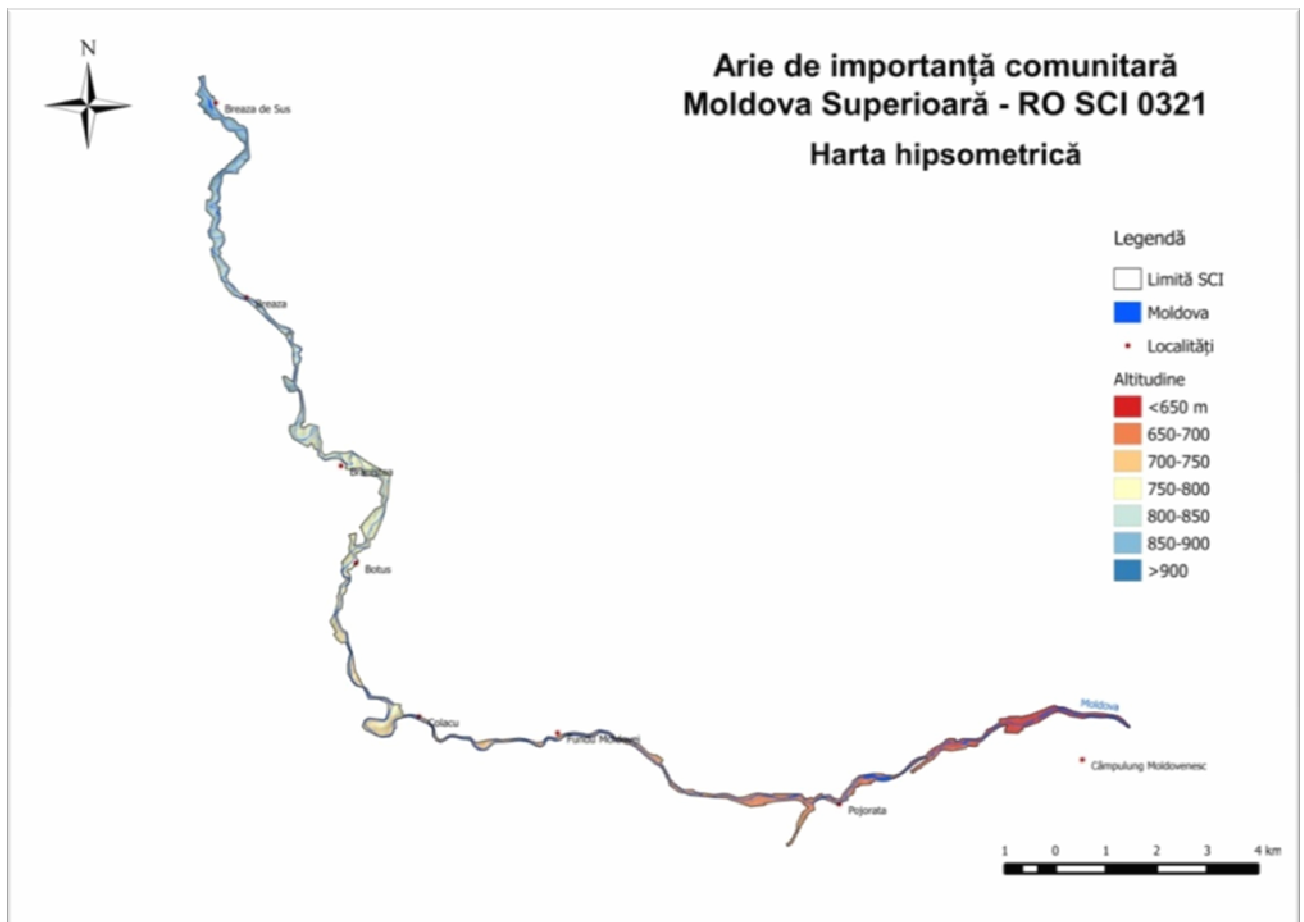 N
Arie de importanță comunitară
Moldova Superioară - RO SCI 0321
Harta hipsometrică
Breaza de Sus
Legendă
Limită SCI
Moldova
Breaza
Localități
Altitudine
<650 m
650-700
700-750
750-800
800-850
850-900
>900
Botus
Moldova
Colacu
Fundu Moldovei
Câmpulung Moldovenesc
Pojorata
1 0 1 2 3 4 km